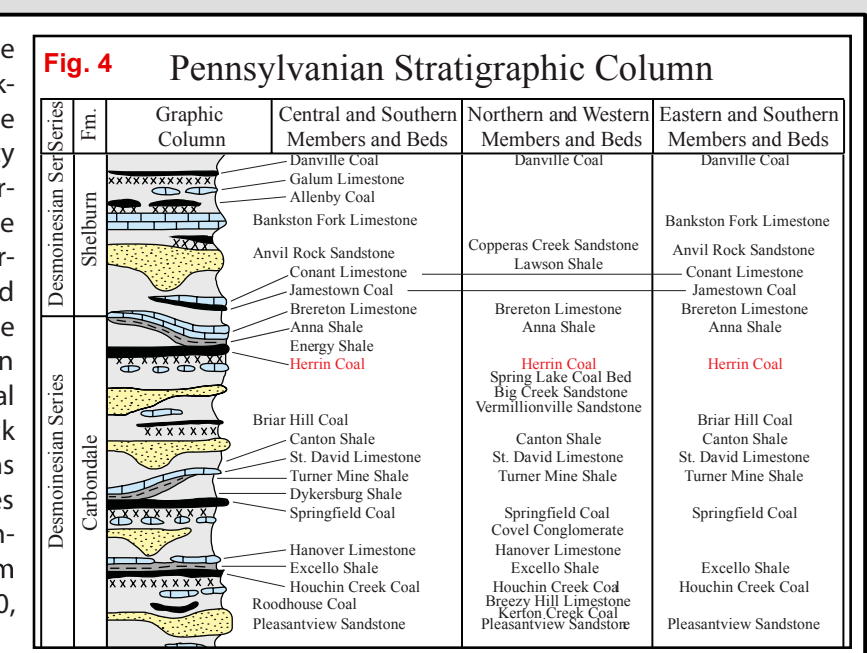 Fig. 4
Pennsylvanian Stratigraphic Column
Series
Fm.
Graphic
Column
Central and Southern
Members and Beds
Northern and Western
Members and Beds
Eastern and Southern
Members and Beds
Desmoinesian Ser
Shelburn
Desmoinesian Series
Carbondale
Danville Coal
Galum Limestone
Allenby Coal
Bankston Fork Limestone
Anvil Rock Sandstone
Conant Limestone
Jamestown Coal
Brereton Limestone
Anna Shale
Energy Shale
Herrin Coal
Briar Hill Coal
Canton Shale
St. David Limestone
Turner Mine Shale
Dykersburg Shale
Springfield Coal
Hanover Limestone
Excello Shale
Houchin Creek Coal
Roodhouse Coal
Pleasantview Sandstone
Danville Coal
Copperas Creek Sandstone
Lawson Shale
Brereton Limestone
Anna Shale
Herrin Coal
Spring Lake Coal Bed
Big Creek Sandstone
Vermillionville Sandstone
Canton Shale
St. David Limestone
Turner Mine Shale
Springfield Coal
Covel Conglomerate
Hanover Limestone
Excello Shale
Houchin Creek Coal
Breezy Hill Limestone
Kerton Creek Coal
Pleasantview Sandstone
Danville Coal
Bankston Fork Limestone
Anvil Rock Sandstone
Conant Limestone
Jamestown Coal
Brereton Limestone
Anna Shale
Herrin Coal
Briar Hill Coal
Canton Shale
St. David Limestone
Turner Mine Shale
Springfield Coal
Excello Shale
Houchin Creek Coal
Pleasantview Sandstone